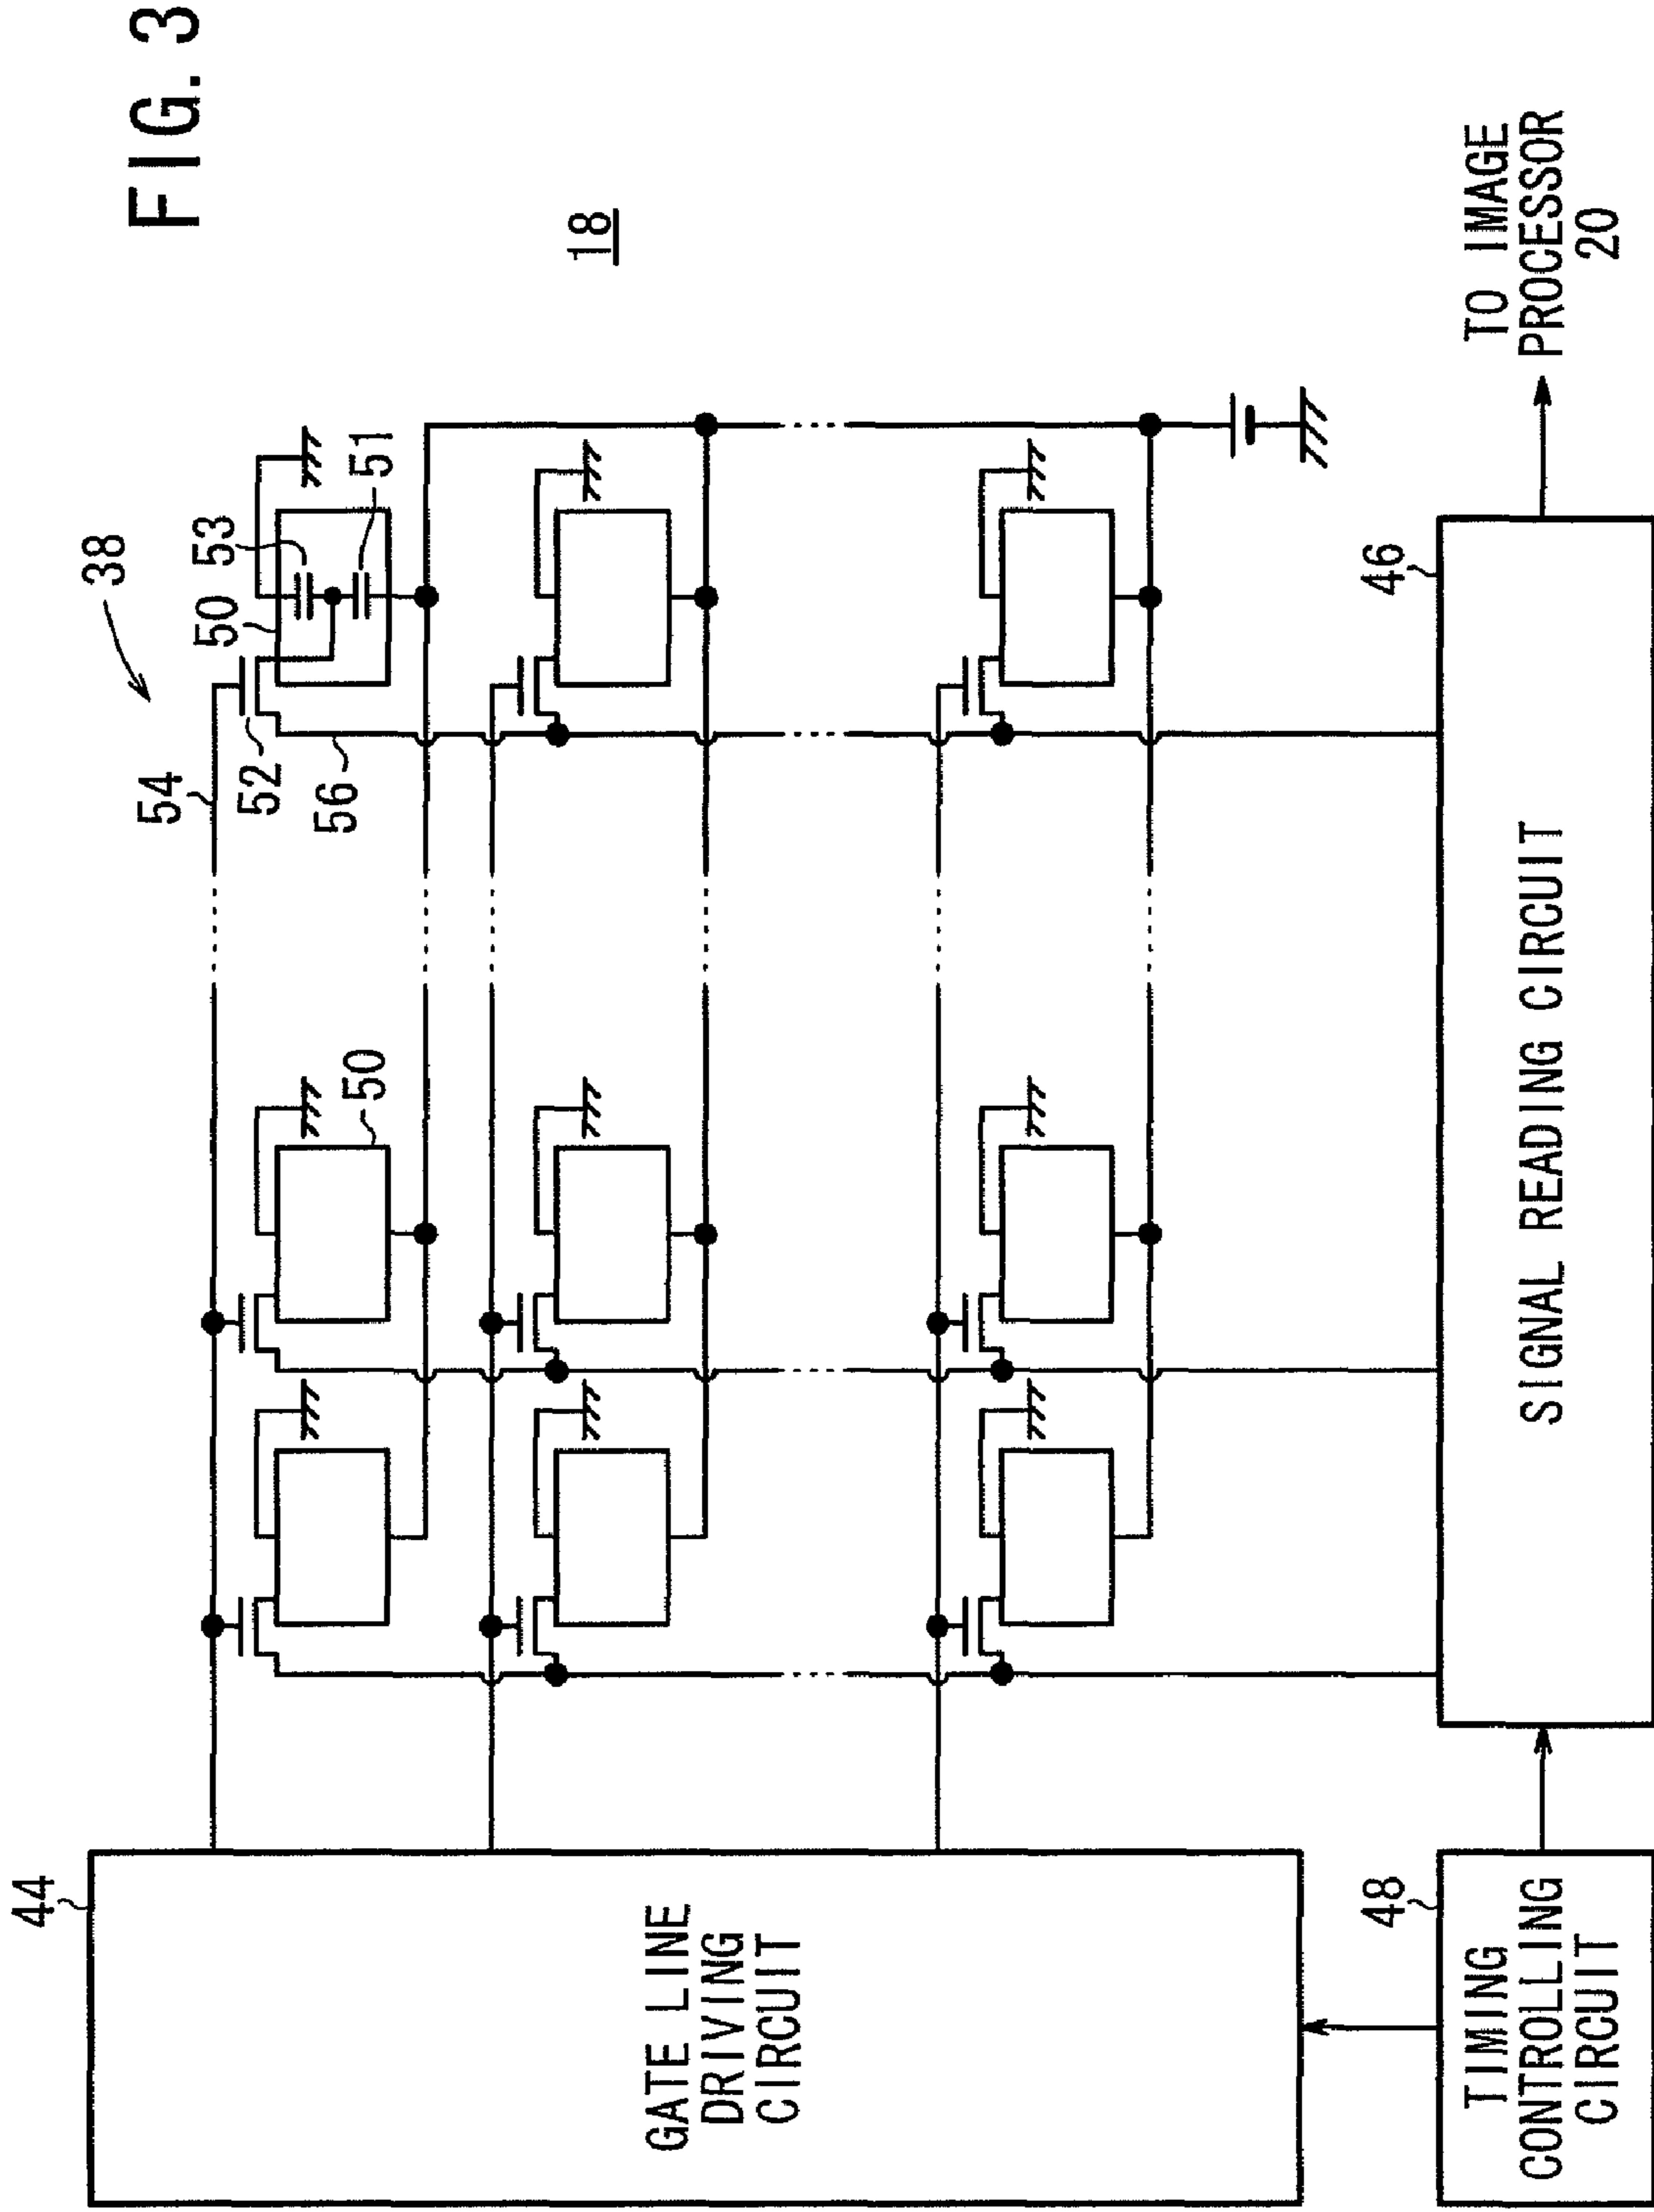 FIG. 3
18
38
54
52
56
50
53
51
50
44
GATE LINE
DRIVING
CIRCUIT
48
TIMING
CONTROLLING
CIRCUIT
46
SIGNAL READING CIRCUIT
TO IMAGE
PROCESSOR
20